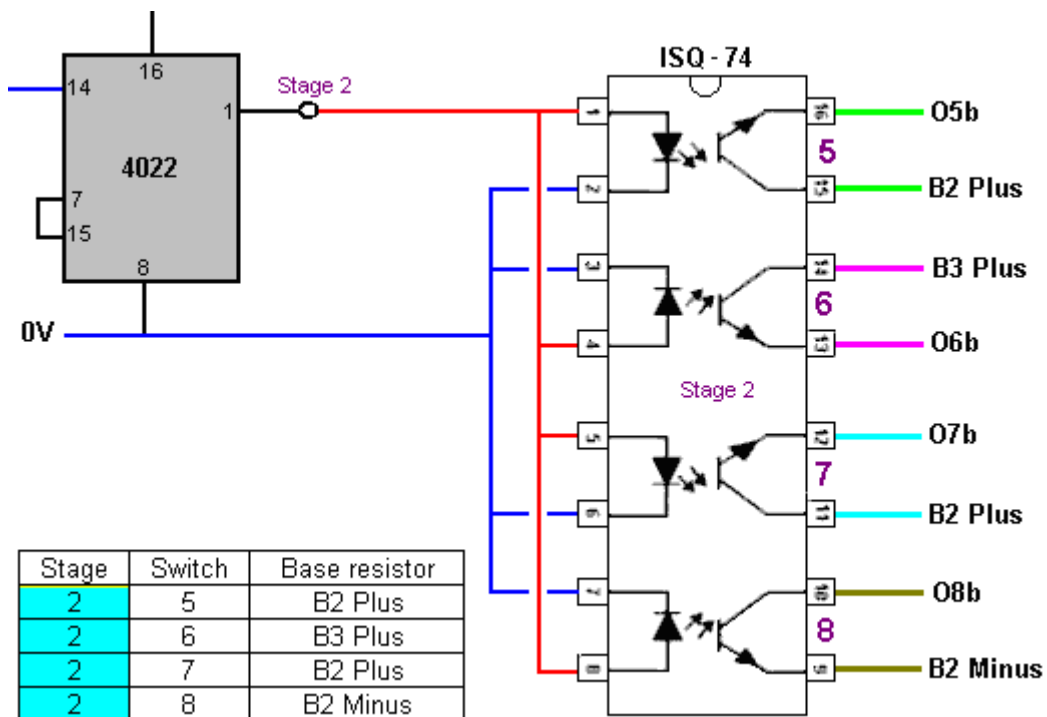 ISQ - 74
16
14
Stage 2
1
4022
7
15
8
0V
1
2
3
4
5
6
7
8
16
15
14
13
12
11
10
9
5
6
Stage 2
7
8
O5b
B2 Plus
B3 Plus
O6b
O7b
B2 Plus
O8b
B2 Minus
Stage Switch Base resistor
2 5 B2 Plus
2 6 B3 Plus
2 7 B2 Plus
2 8 B2 Minus